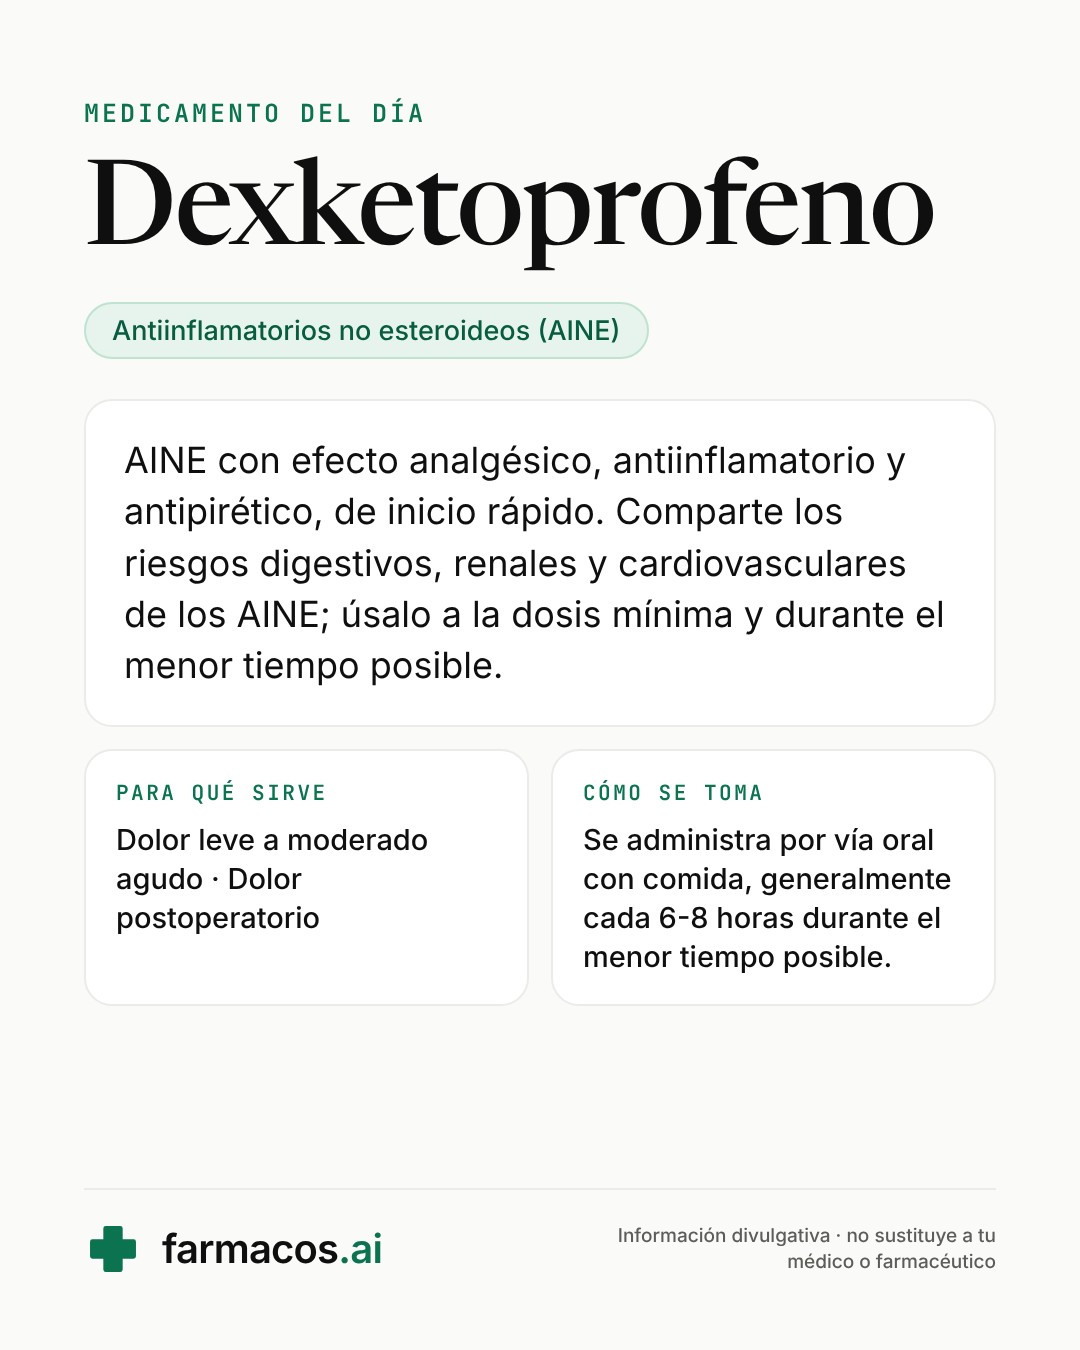 MEDICAMENTO DEL DÍA
Dexketoprofeno
Antiinflamatorios no esteroideos (AINE)
AINE con efecto analgésico, antiinflamatorio y
antipirético, de inicio rápido. Comparte los
riesgos digestivos, renales y cardiovasculares
de los AINE; úsalo a la dosis mínima y durante el
menor tiempo posible.
PARA QUÉ SIRVE
Dolor leve a moderado
agudo · Dolor
postoperatorio
CÓMO SE TOMA
Se administra por vía oral
con comida, generalmente
cada 6-8 horas durante el
menor tiempo posible.
farmacos.ai
Información divulgativa · no sustituye a tu
médico o farmacéutico